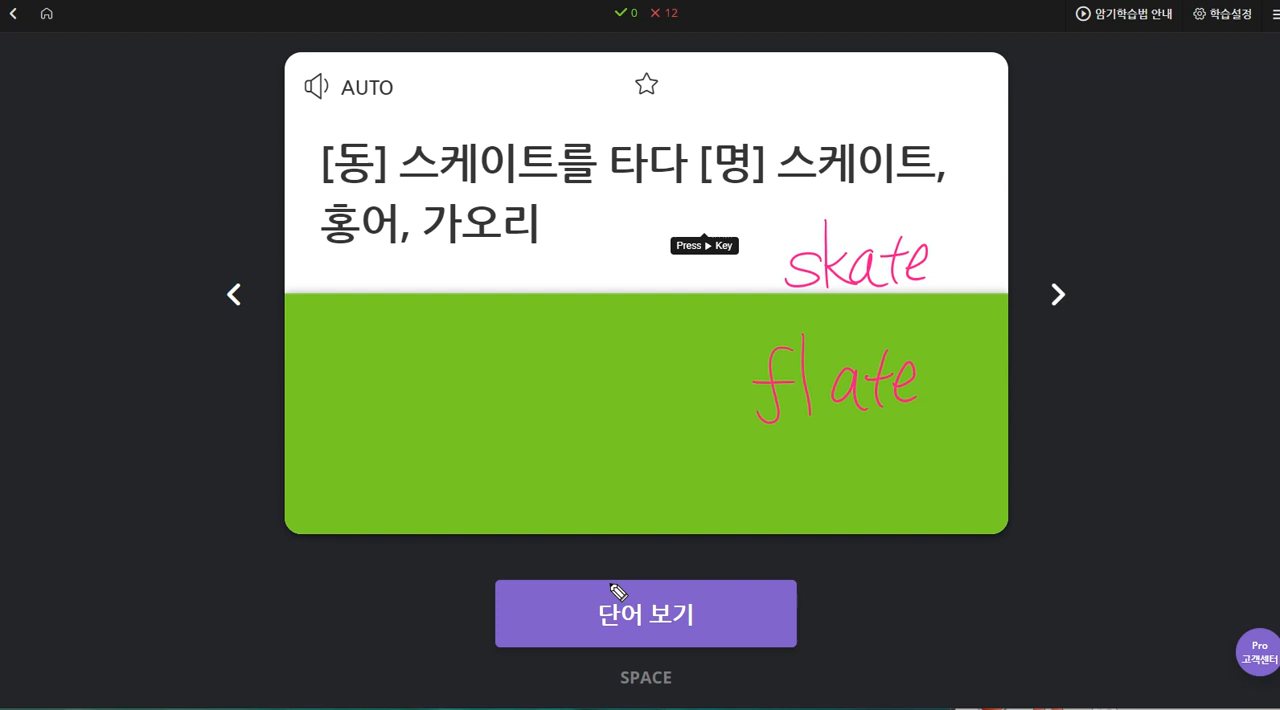 0 12 암기학습법 안내 학습설정
AUTO
[동] 스케이트를 타다 [명] 스케이트,
홍어, 가오리
Press ▶ Key
skate
flate
단어 보기
SPACE
Pro
고객센터